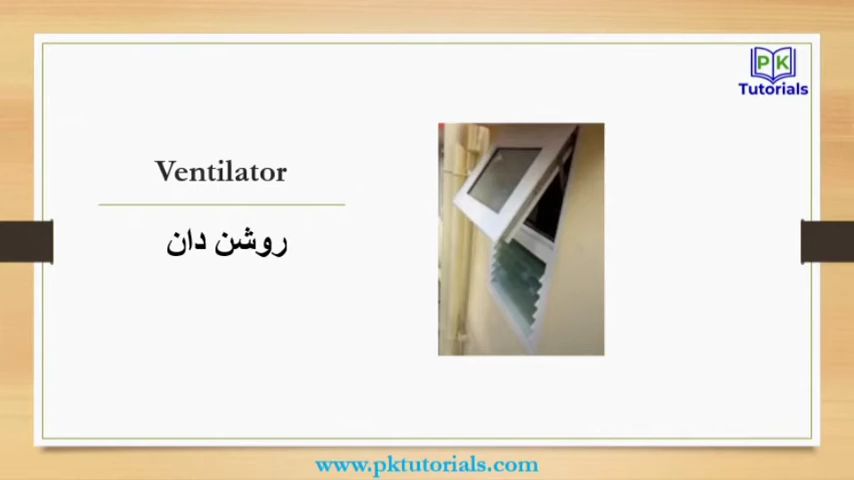 PK
Tutorials
Ventilator
روشن دان
www.pktutorials.com